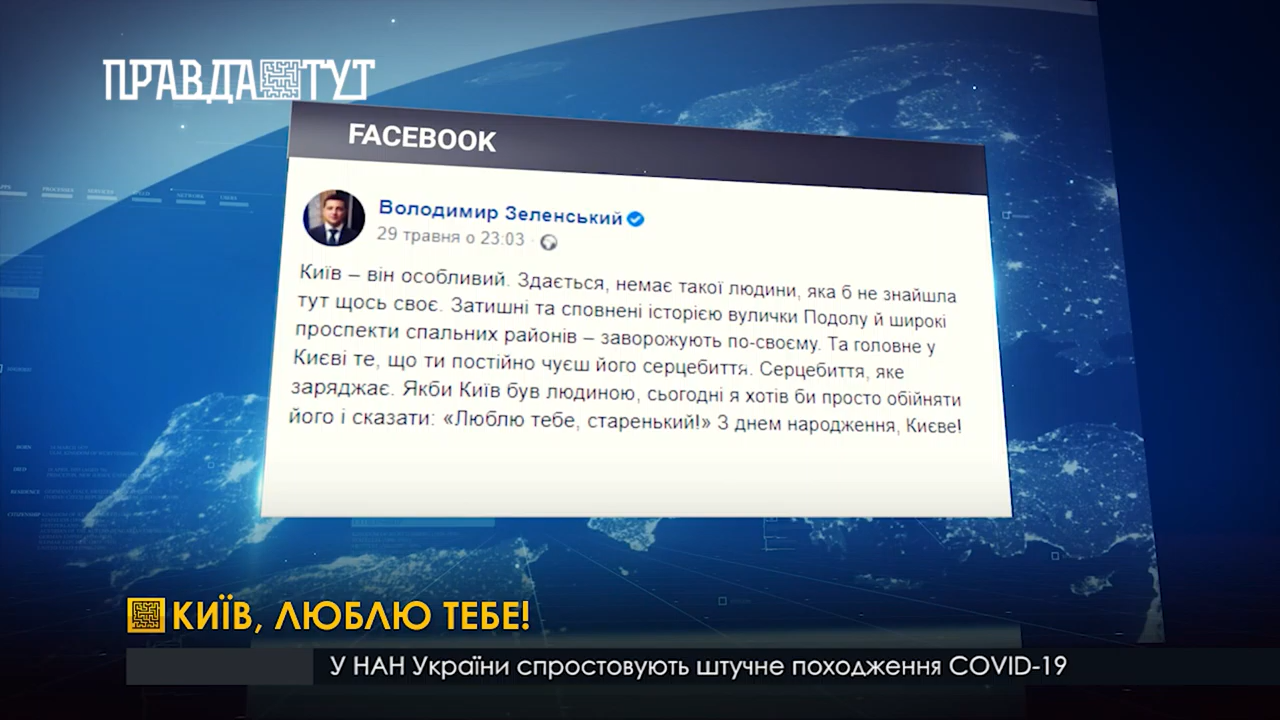 ПРАВДА ТУТ
FACEBOOK
Володимир Зеленський
29 травня о 23:03 ·
Київ – він особливий. Здається, немає такої людини, яка б не знайшла
тут щось своє. Затишні та сповнені історією вулички Подолу й широкі
проспекти спальних районів – заворожують по-своєму. Та головне у
Києві те, що ти постійно чуєш його серцебиття. Серцебиття, яке
заряджає. Якби Київ був людиною, сьогодні я хотів би просто обійняти
його і сказати: «Люблю тебе, старенький!» З днем народження, Києве!
КИЇВ, ЛЮБЛЮ ТЕБЕ!
У НАН України спростовують штучне походження COVID-19